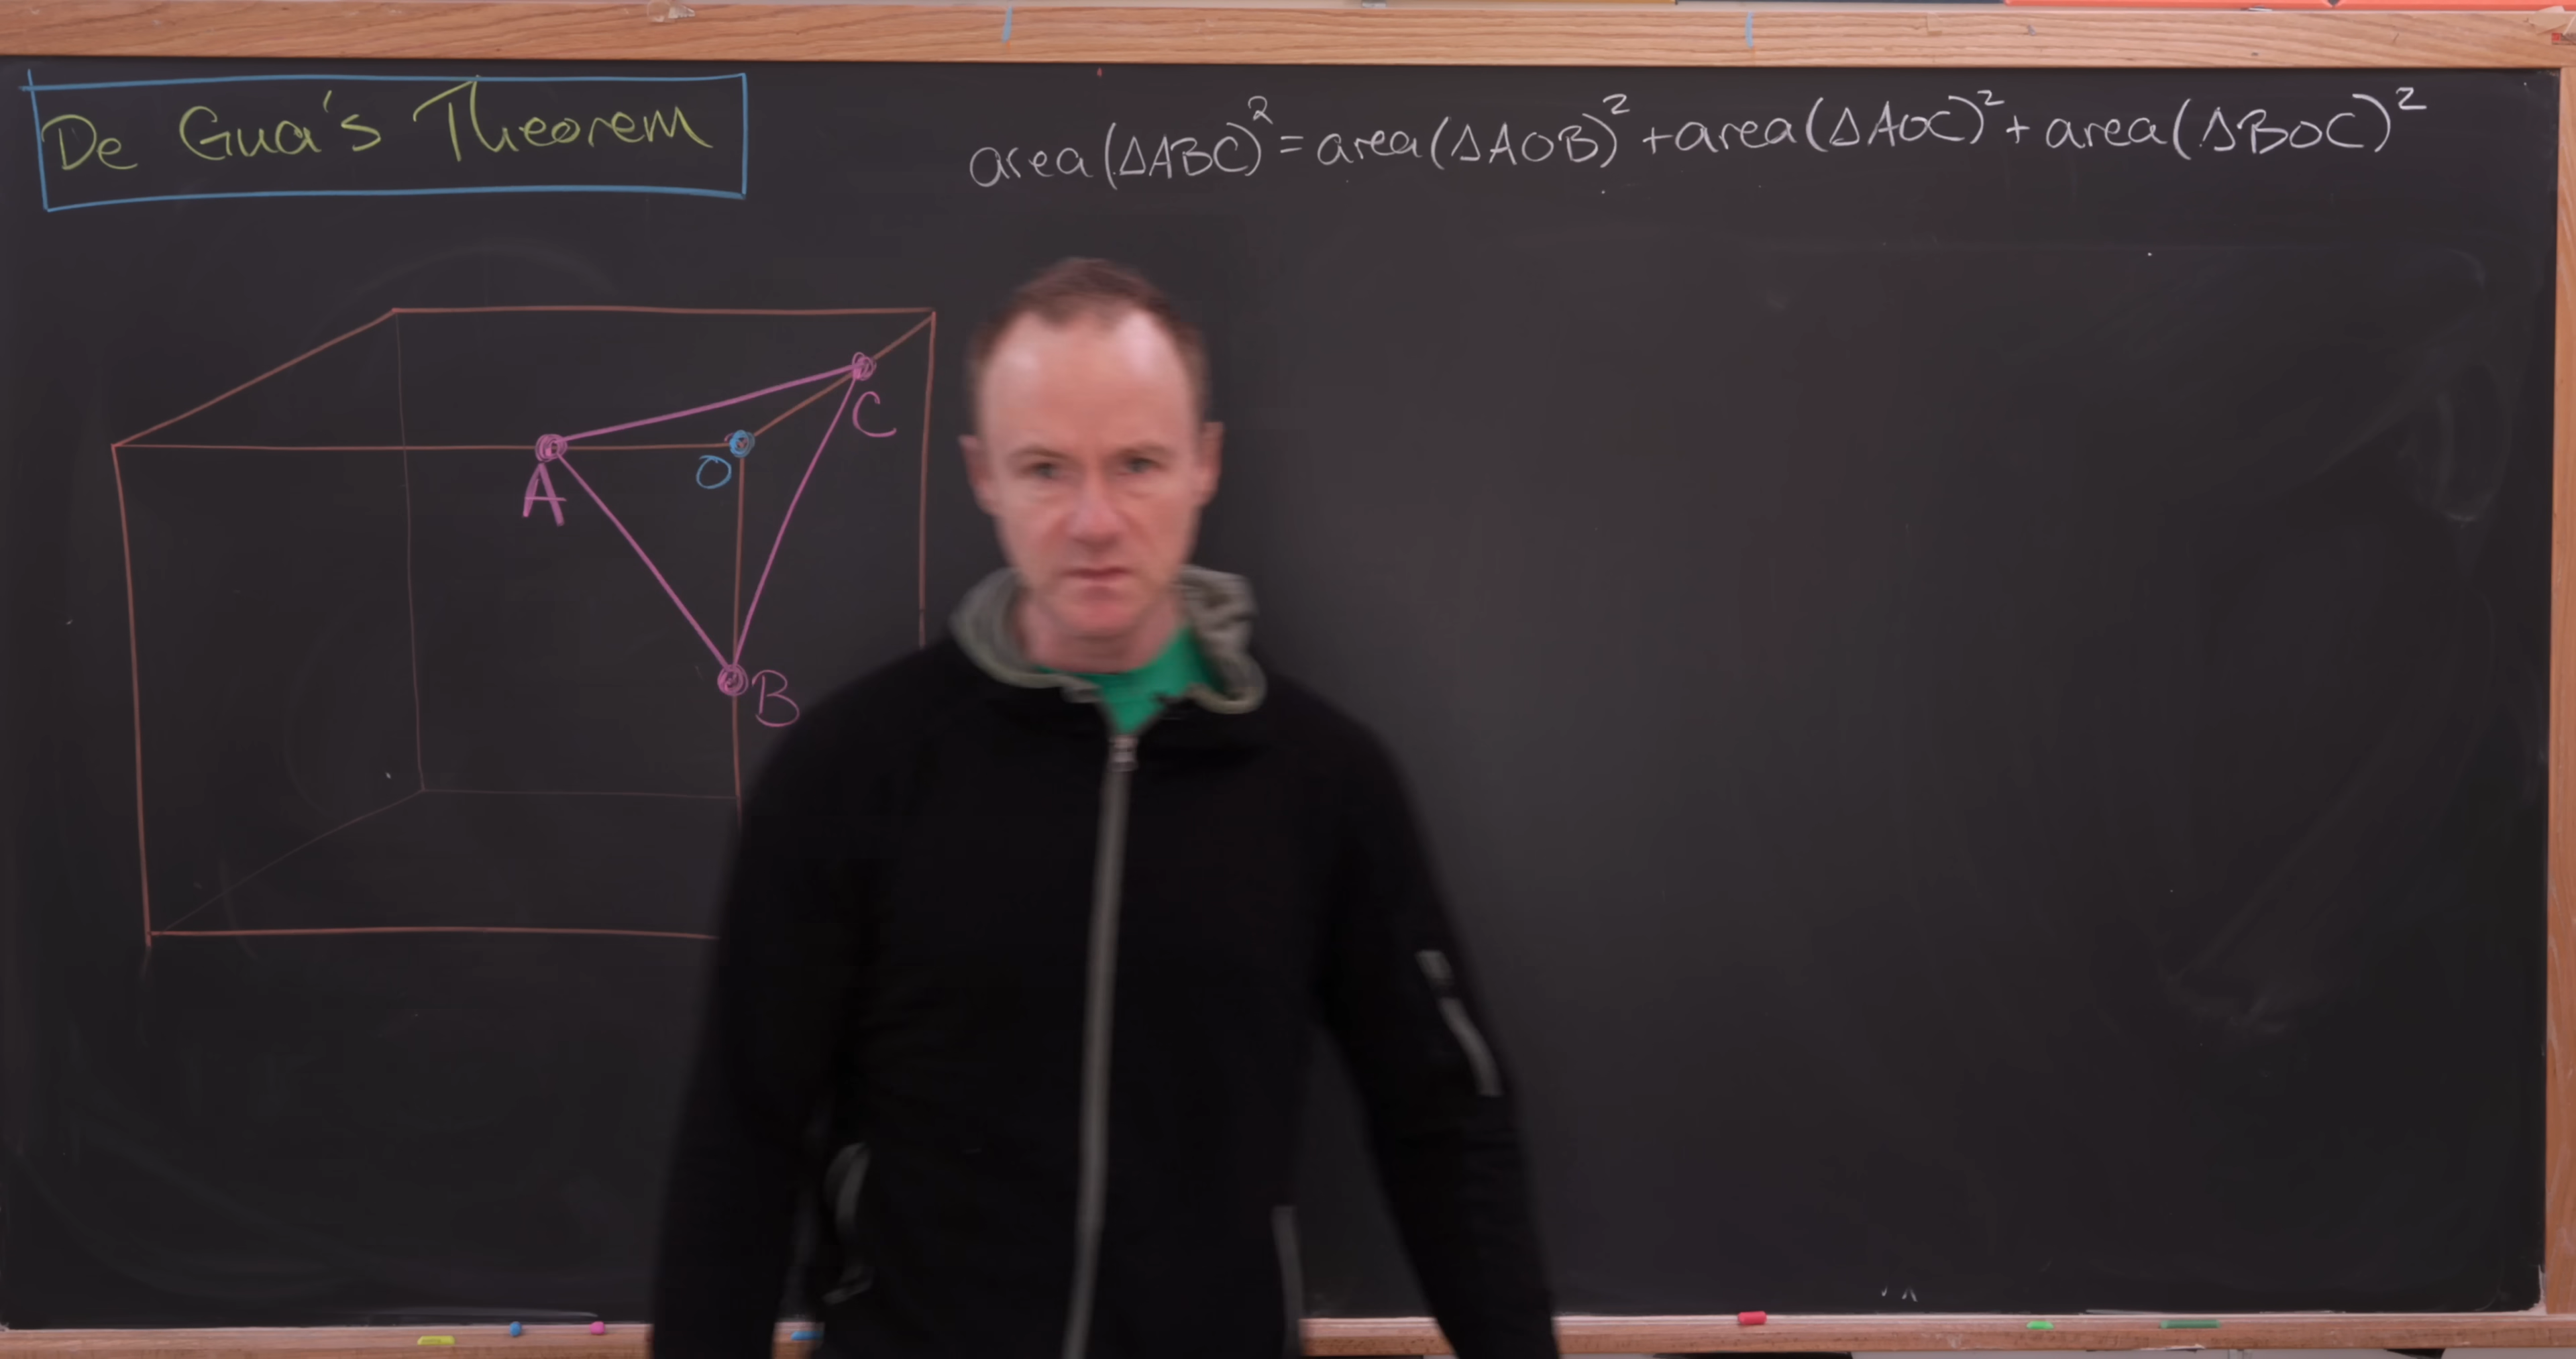 De Gua's Theorem
area(△ABC)² = area(△AOB)² + area(△AOC)² + area(△BOC)²
C
O
A
B